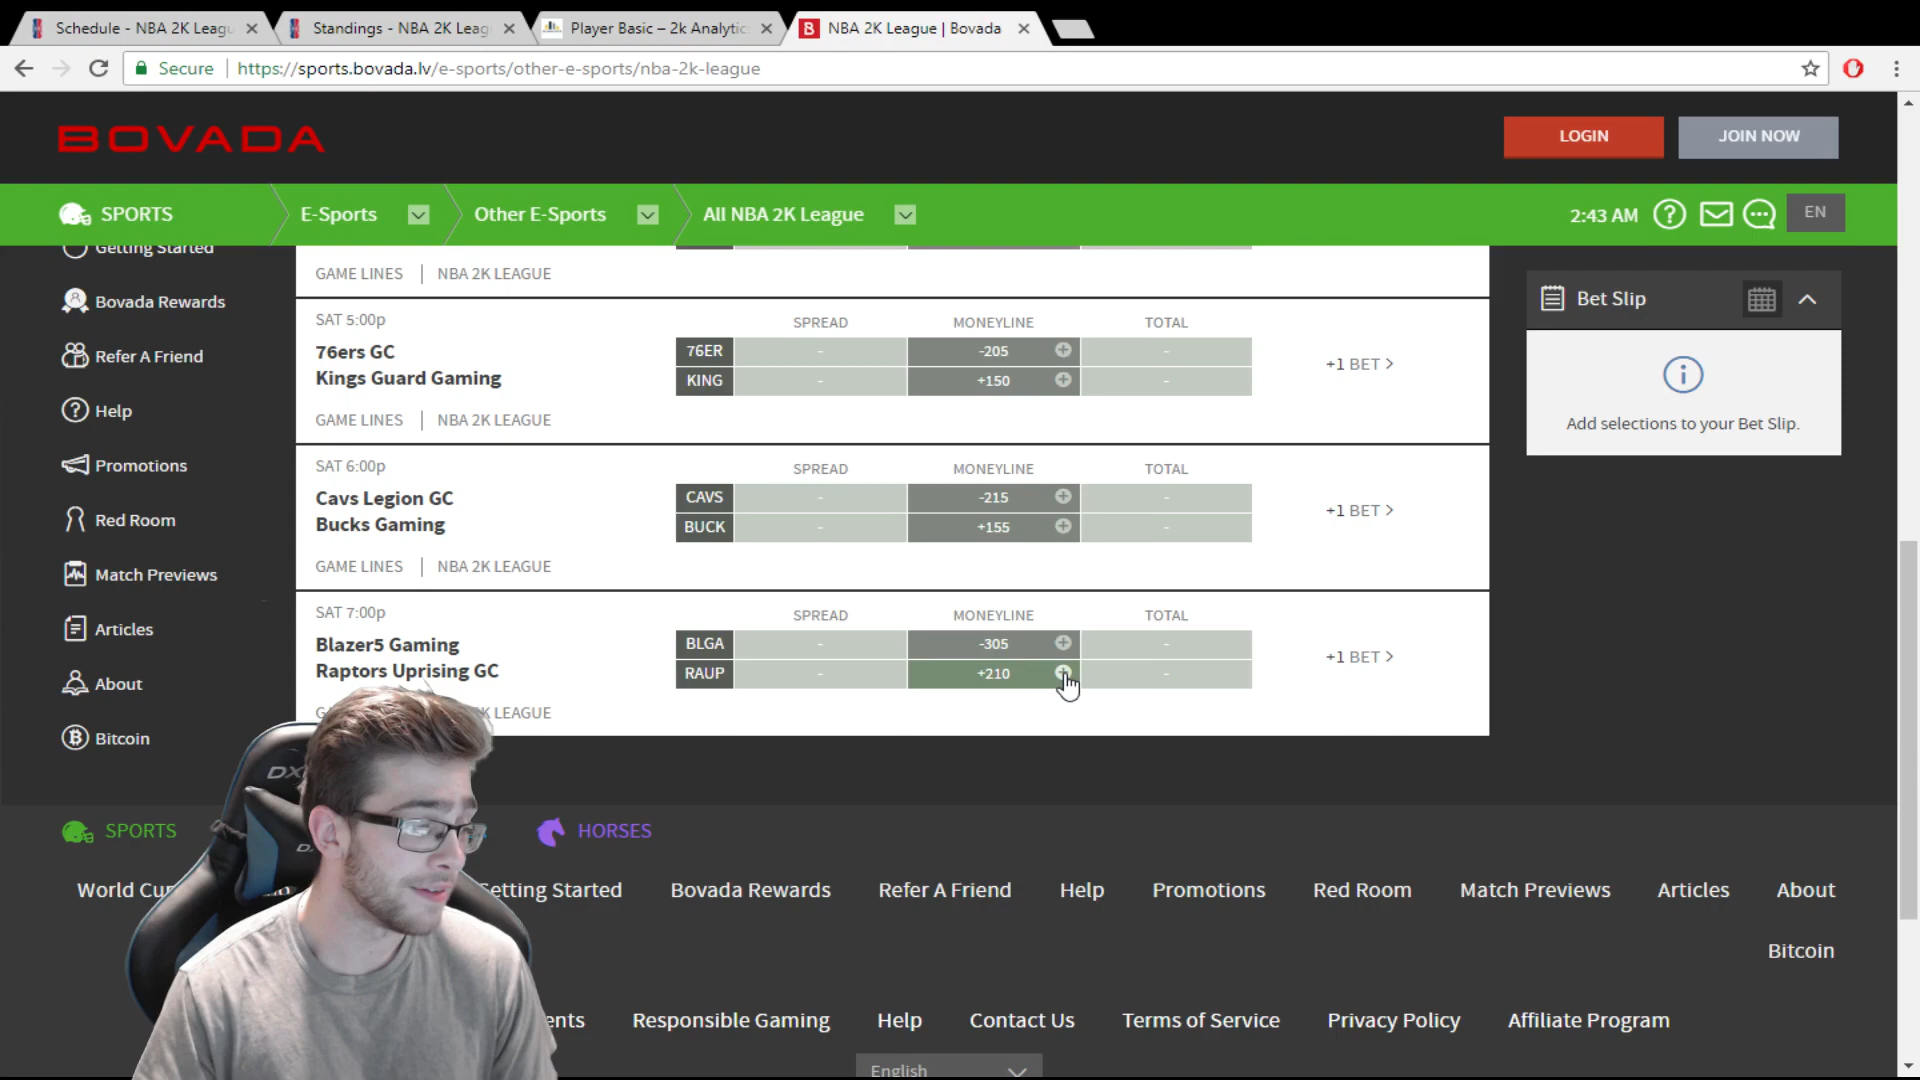 Schedule - NBA 2K Leagu
Standings - NBA 2K Leag
Player Basic – 2k Analytic
NBA 2K League | Bovada
Secure | https://sports.bovada.lv/e-sports/other-e-sports/nba-2k-league
BOVADA
LOGIN
JOIN NOW
SPORTS
E-Sports
Other E-Sports
All NBA 2K League
2:43 AM
EN
Getting Started
Bovada Rewards
Refer A Friend
Help
Promotions
Red Room
Match Previews
Articles
About
Bitcoin
GAME LINES | NBA 2K LEAGUE
SAT 5:00p
SPREAD MONEYLINE TOTAL
76ers GC
Kings Guard Gaming
76ER - -205 -
KING - +150 -
+1 BET >
GAME LINES | NBA 2K LEAGUE
SAT 6:00p
SPREAD MONEYLINE TOTAL
Cavs Legion GC
Bucks Gaming
CAVS - -215 -
BUCK - +155 -
+1 BET >
GAME LINES | NBA 2K LEAGUE
SAT 7:00p
SPREAD MONEYLINE TOTAL
Blazer5 Gaming
Raptors Uprising GC
BLGA - -305 -
RAUP - +210 -
+1 BET >
K LEAGUE
Bet Slip
Add selections to your Bet Slip.
SPORTS
HORSES
World Cup
Getting Started
Bovada Rewards
Refer A Friend
Help
Promotions
Red Room
Match Previews
Articles
About
Bitcoin
ents
Responsible Gaming
Help
Contact Us
Terms of Service
Privacy Policy
Affiliate Program
English